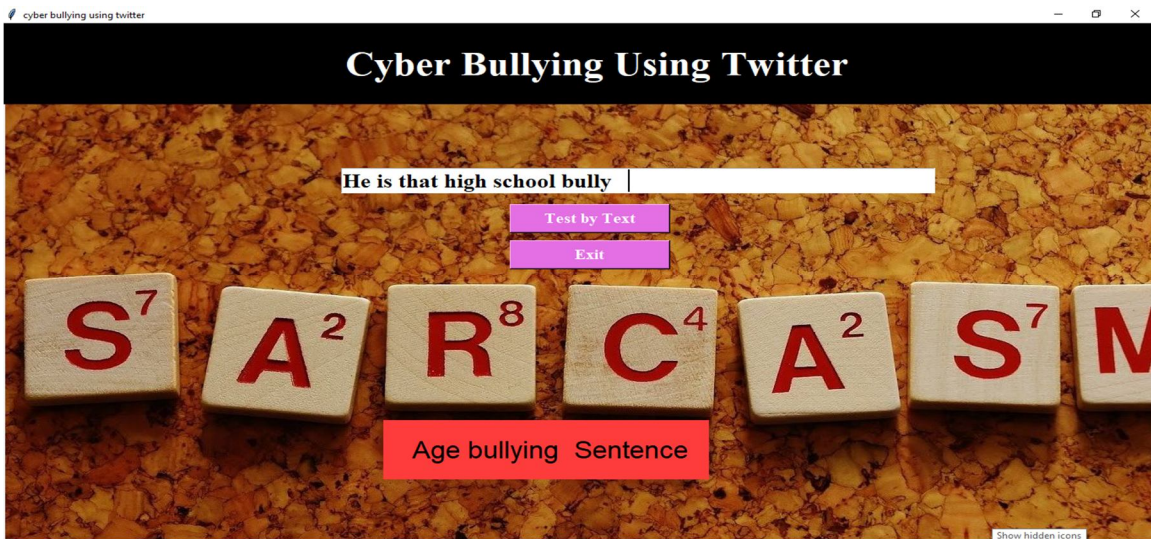 cyber bullying using twitter
Cyber Bullying Using Twitter
He is that high school bully
Test by Text
Exit
S7 A2 R8 C4 A2 S7 M
Age bullying Sentence
Show hidden icons